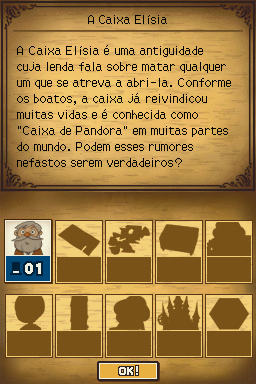 A Caixa Elísia
A Caixa Elísia é uma antiguidade
cuja lenda fala sobre matar qualquer
um que se atreva a abri-la. Conforme
os boatos, a caixa já reivindicou
muitas vidas e é conhecida como
"Caixa de Pandora" em muitas partes
do mundo. Podem esses rumores
nefastos serem verdadeiros?
01
OK!